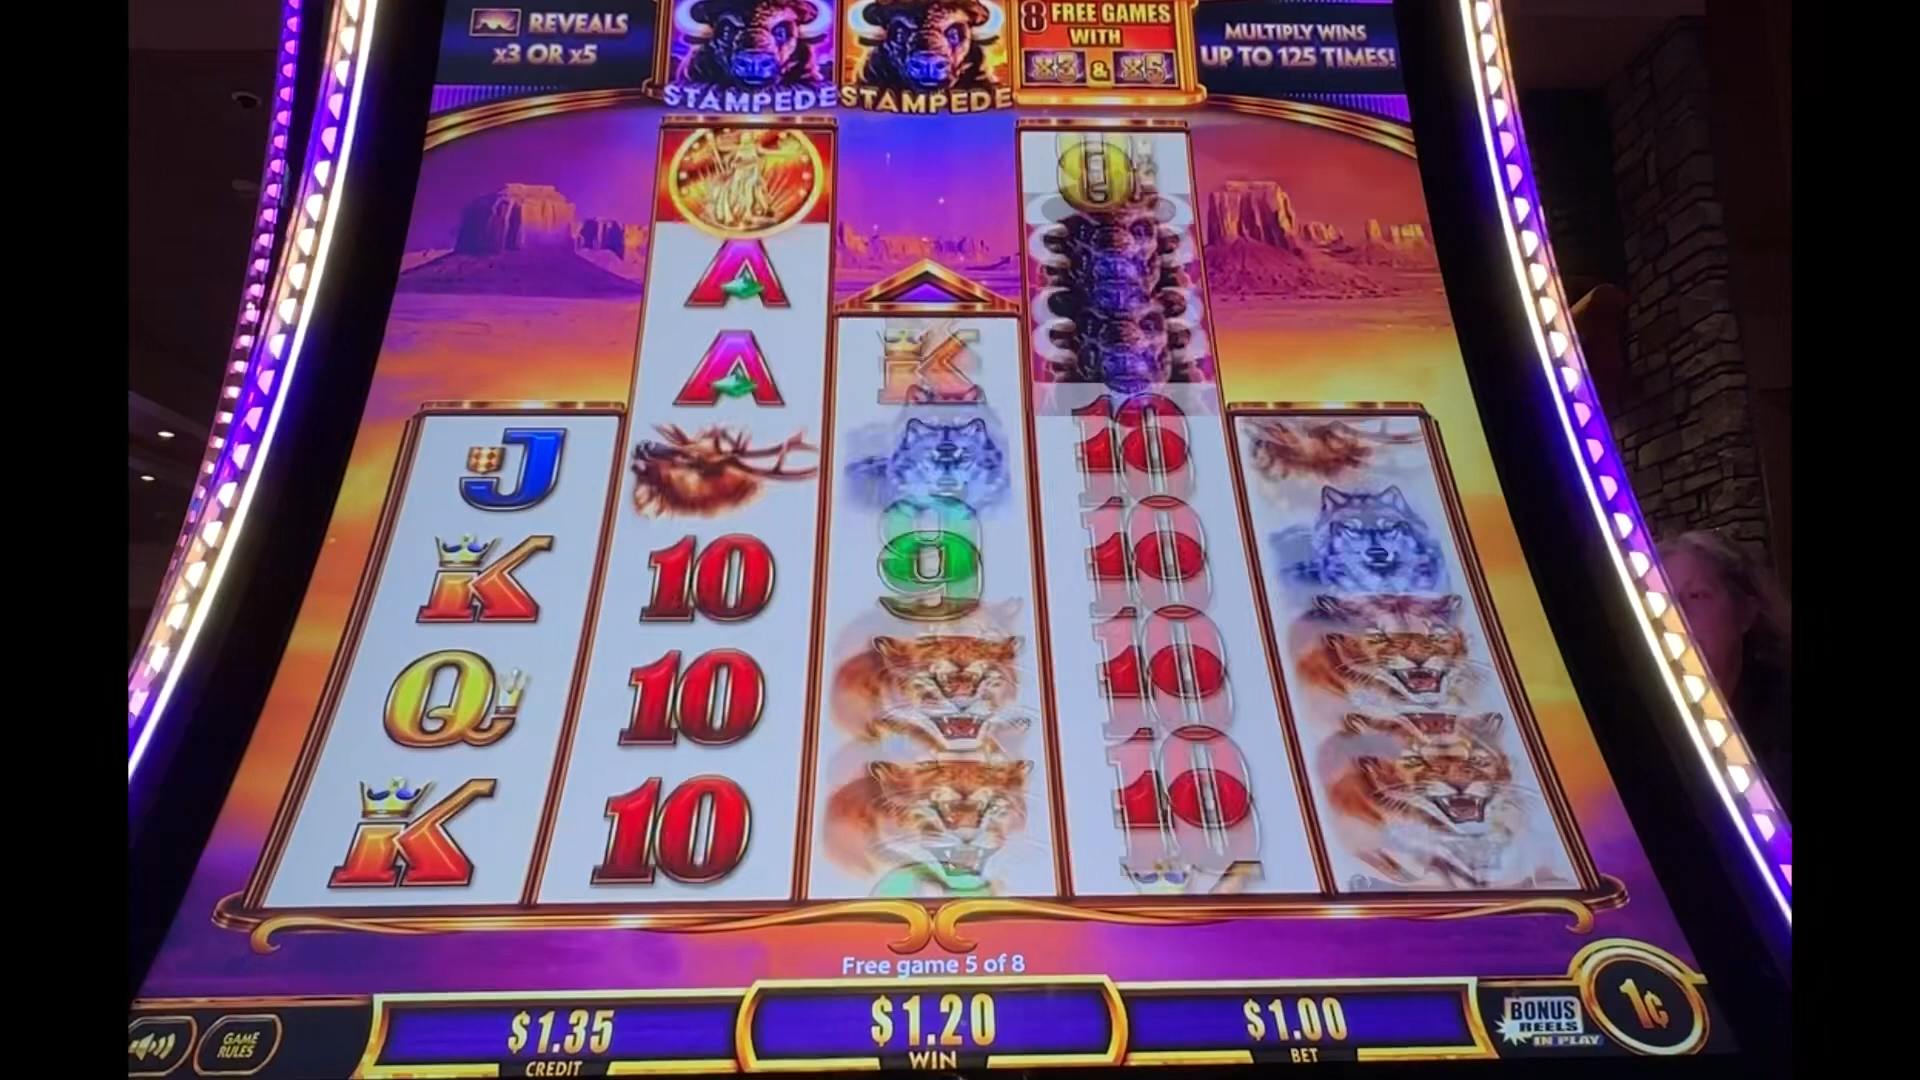 REVEALS
x3 OR x5
STAMPEDE
STAMPEDE
8 FREE GAMES
WITH
X3 & X5
MULTIPLY WINS
UP TO 125 TIMES!
9
A
A
K
J
10
9
K
10
10
Q
10
10
K
10
10
10
Free game 5 of 8
GAME
RULES
$1.35
CREDIT
$1.20
WIN
$1.00
BET
BONUS
REELS
IN PLAY
1¢